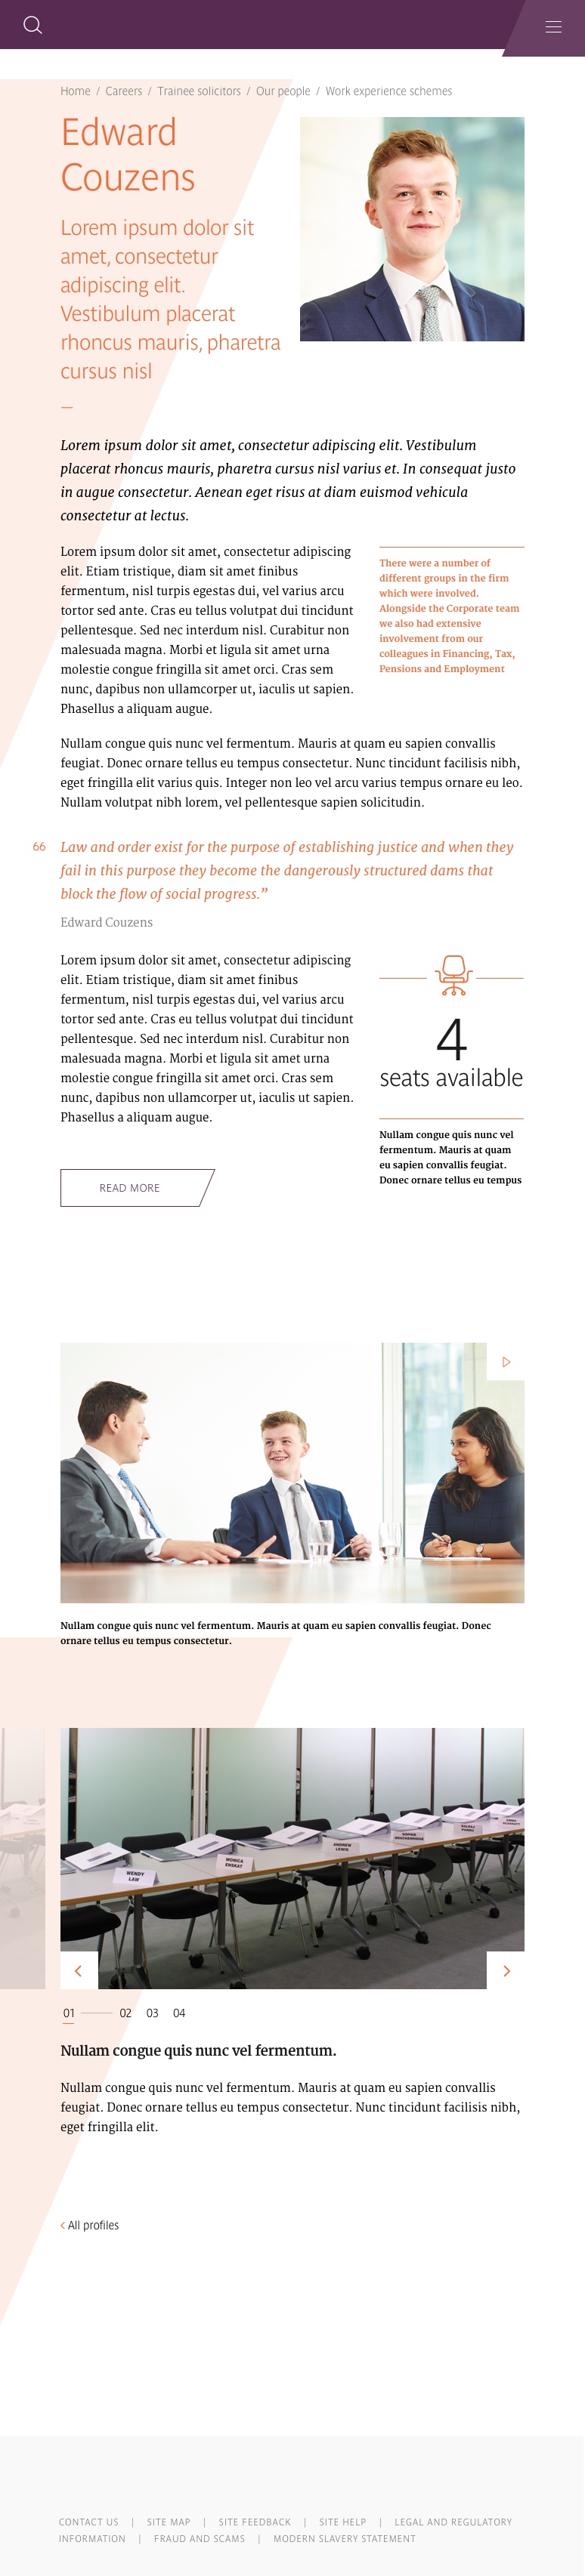 Home / Careers / Trainee solicitors / Our people / Work experience schemes
Edward
Couzens
Lorem ipsum dolor sit
amet, consectetur
adipiscing elit.
Vestibulum placerat
rhoncus mauris, pharetra
cursus nisl
—
Lorem ipsum dolor sit amet, consectetur adipiscing elit. Vestibulum
placerat rhoncus mauris, pharetra cursus nisl varius et. In consequat justo
in augue consectetur. Aenean eget risus at diam euismod vehicula
consectetur at lectus.
Lorem ipsum dolor sit amet, consectetur adipiscing
elit. Etiam tristique, diam sit amet finibus
fermentum, nisl turpis egestas dui, vel varius arcu
tortor sed ante. Cras eu tellus volutpat dui tincidunt
pellentesque. Sed nec interdum nisl. Curabitur non
malesuada magna. Morbi et ligula sit amet urna
molestie congue fringilla sit amet orci. Cras sem
nunc, dapibus non ullamcorper ut, iaculis ut sapien.
Phasellus a aliquam augue.
There were a number of
different groups in the firm
which were involved.
Alongside the Corporate team
we also had extensive
involvement from our
colleagues in Financing, Tax,
Pensions and Employment
Nullam congue quis nunc vel fermentum. Mauris at quam eu sapien convallis
feugiat. Donec ornare tellus eu tempus consectetur. Nunc tincidunt facilisis nibh,
eget fringilla elit varius quis. Integer non leo vel arcu varius tempus ornare eu leo.
Nullam volutpat nibh lorem, vel pellentesque sapien solicitudin.
66 Law and order exist for the purpose of establishing justice and when they
fail in this purpose they become the dangerously structured dams that
block the flow of social progress.”
Edward Couzens
Lorem ipsum dolor sit amet, consectetur adipiscing
elit. Etiam tristique, diam sit amet finibus
fermentum, nisl turpis egestas dui, vel varius arcu
tortor sed ante. Cras eu tellus volutpat dui tincidunt
pellentesque. Sed nec interdum nisl. Curabitur non
malesuada magna. Morbi et ligula sit amet urna
molestie congue fringilla sit amet orci. Cras sem
nunc, dapibus non ullamcorper ut, iaculis ut sapien.
Phasellus a aliquam augue.
4
seats available
Nullam congue quis nunc vel
fermentum. Mauris at quam
eu sapien convallis feugiat.
Donec ornare tellus eu tempus
READ MORE
Nullam congue quis nunc vel fermentum. Mauris at quam eu sapien convallis feugiat. Donec
ornare tellus eu tempus consectetur.
WENDY
LAW
MONICA
ANDREW
LEWIS
01 02 03 04
Nullam congue quis nunc vel fermentum.
Nullam congue quis nunc vel fermentum. Mauris at quam eu sapien convallis
feugiat. Donec ornare tellus eu tempus consectetur. Nunc tincidunt facilisis nibh,
eget fringilla elit.
All profiles
CONTACT US | SITE MAP | SITE FEEDBACK | SITE HELP | LEGAL AND REGULATORY
INFORMATION | FRAUD AND SCAMS | MODERN SLAVERY STATEMENT